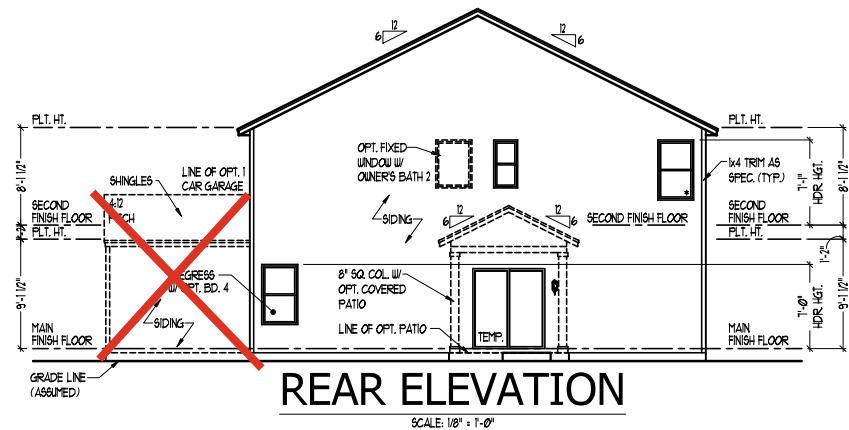 12
6
12
6
PLT. HT.
PLT. HT.
OPT. FIXED
WINDOW W/
OWNER'S BATH 2
1x4 TRIM AS
SPEC. (TYP.)
LINE OF OPT. 1
CAR GARAGE
SHINGLES
8'-1 1/2"
7'-11"
HDR. HGT.
8'-1 1/2"
*
4:12
SECOND
FINISH FLOOR
SIDING
12
6
12
6
SECOND FINISH FLOOR
SECOND
FINISH FLOOR
PLT. HT.
PLT. HT.
1'-2"
EGRESS
W/ OPT. BD. 4
8" SQ. COL. W/
OPT. COVERED
PATIO
9'-1 1/2"
7'-0"
HDR. HGT.
9'-1 1/2"
SIDING
LINE OF OPT. PATIO
TEMP.
MAIN
FINISH FLOOR
MAIN
FINISH FLOOR
GRADE LINE
(ASSUMED)
REAR ELEVATION
SCALE: 1/8" = 1'-0"